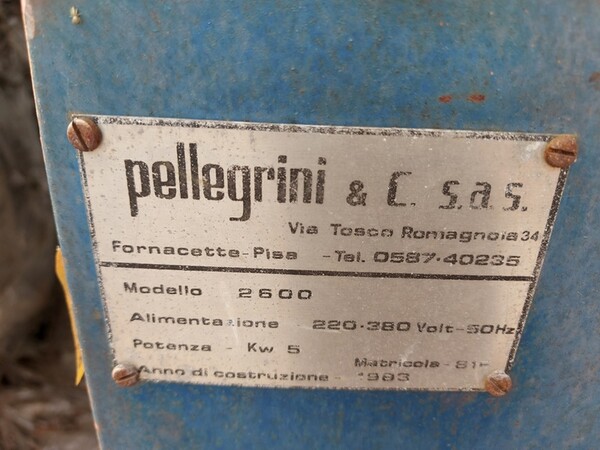 pellegrini & C. s.a.s.
Via Tosco Romagnola 34
Fornacette - Pisa - Tel. 0587-40235
Modello 2600
Alimentazione 220-380 Volt - 50Hz
Potenza - Kw 5
Matricola -
Anno di costruzione - 1983